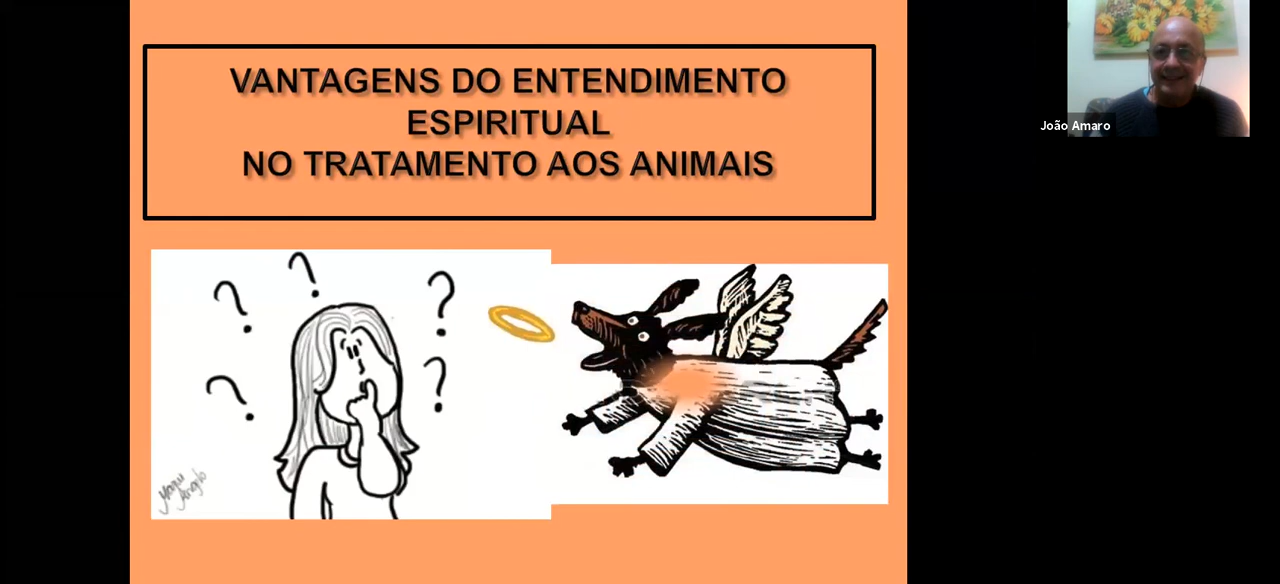 VANTAGENS DO ENTENDIMENTO
ESPIRITUAL
NO TRATAMENTO AOS ANIMAIS
João Amaro
? ? ? ? ?